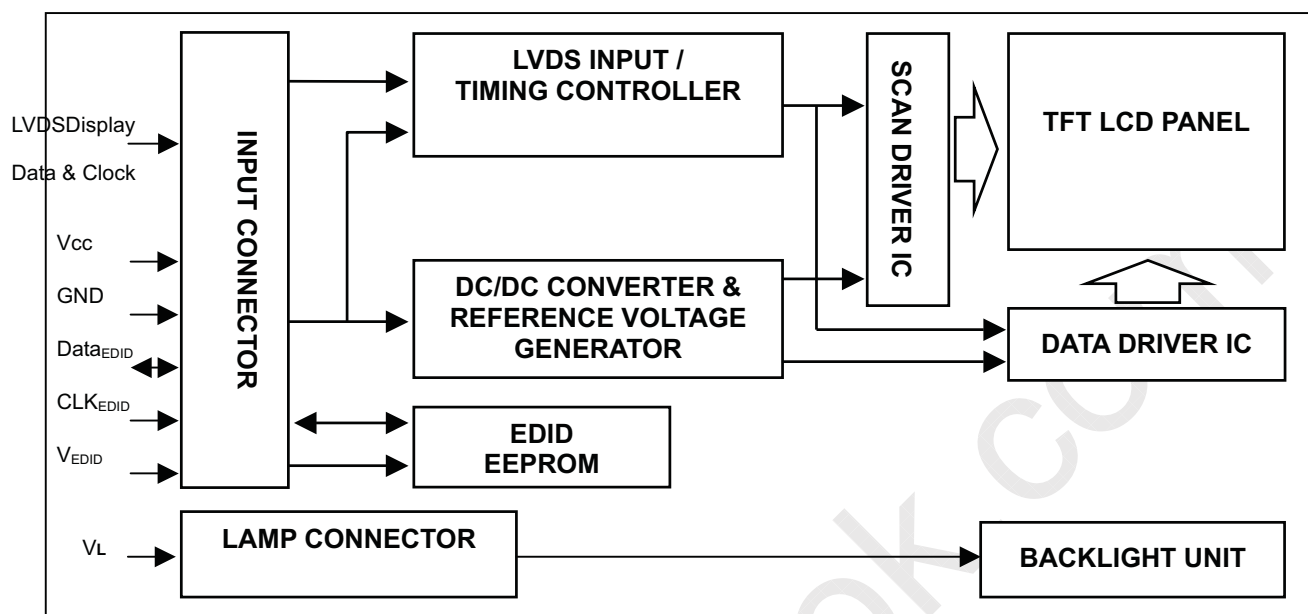 LVDSDisplay
Data & Clock
Vcc
GND
DataEDID
CLKEDID
VEDID
VL
INPUT CONNECTOR
LVDS INPUT /
TIMING CONTROLLER
DC/DC CONVERTER &
REFERENCE VOLTAGE
GENERATOR
EDID
EEPROM
LAMP CONNECTOR
SCAN DRIVER IC
TFT LCD PANEL
DATA DRIVER IC
BACKLIGHT UNIT